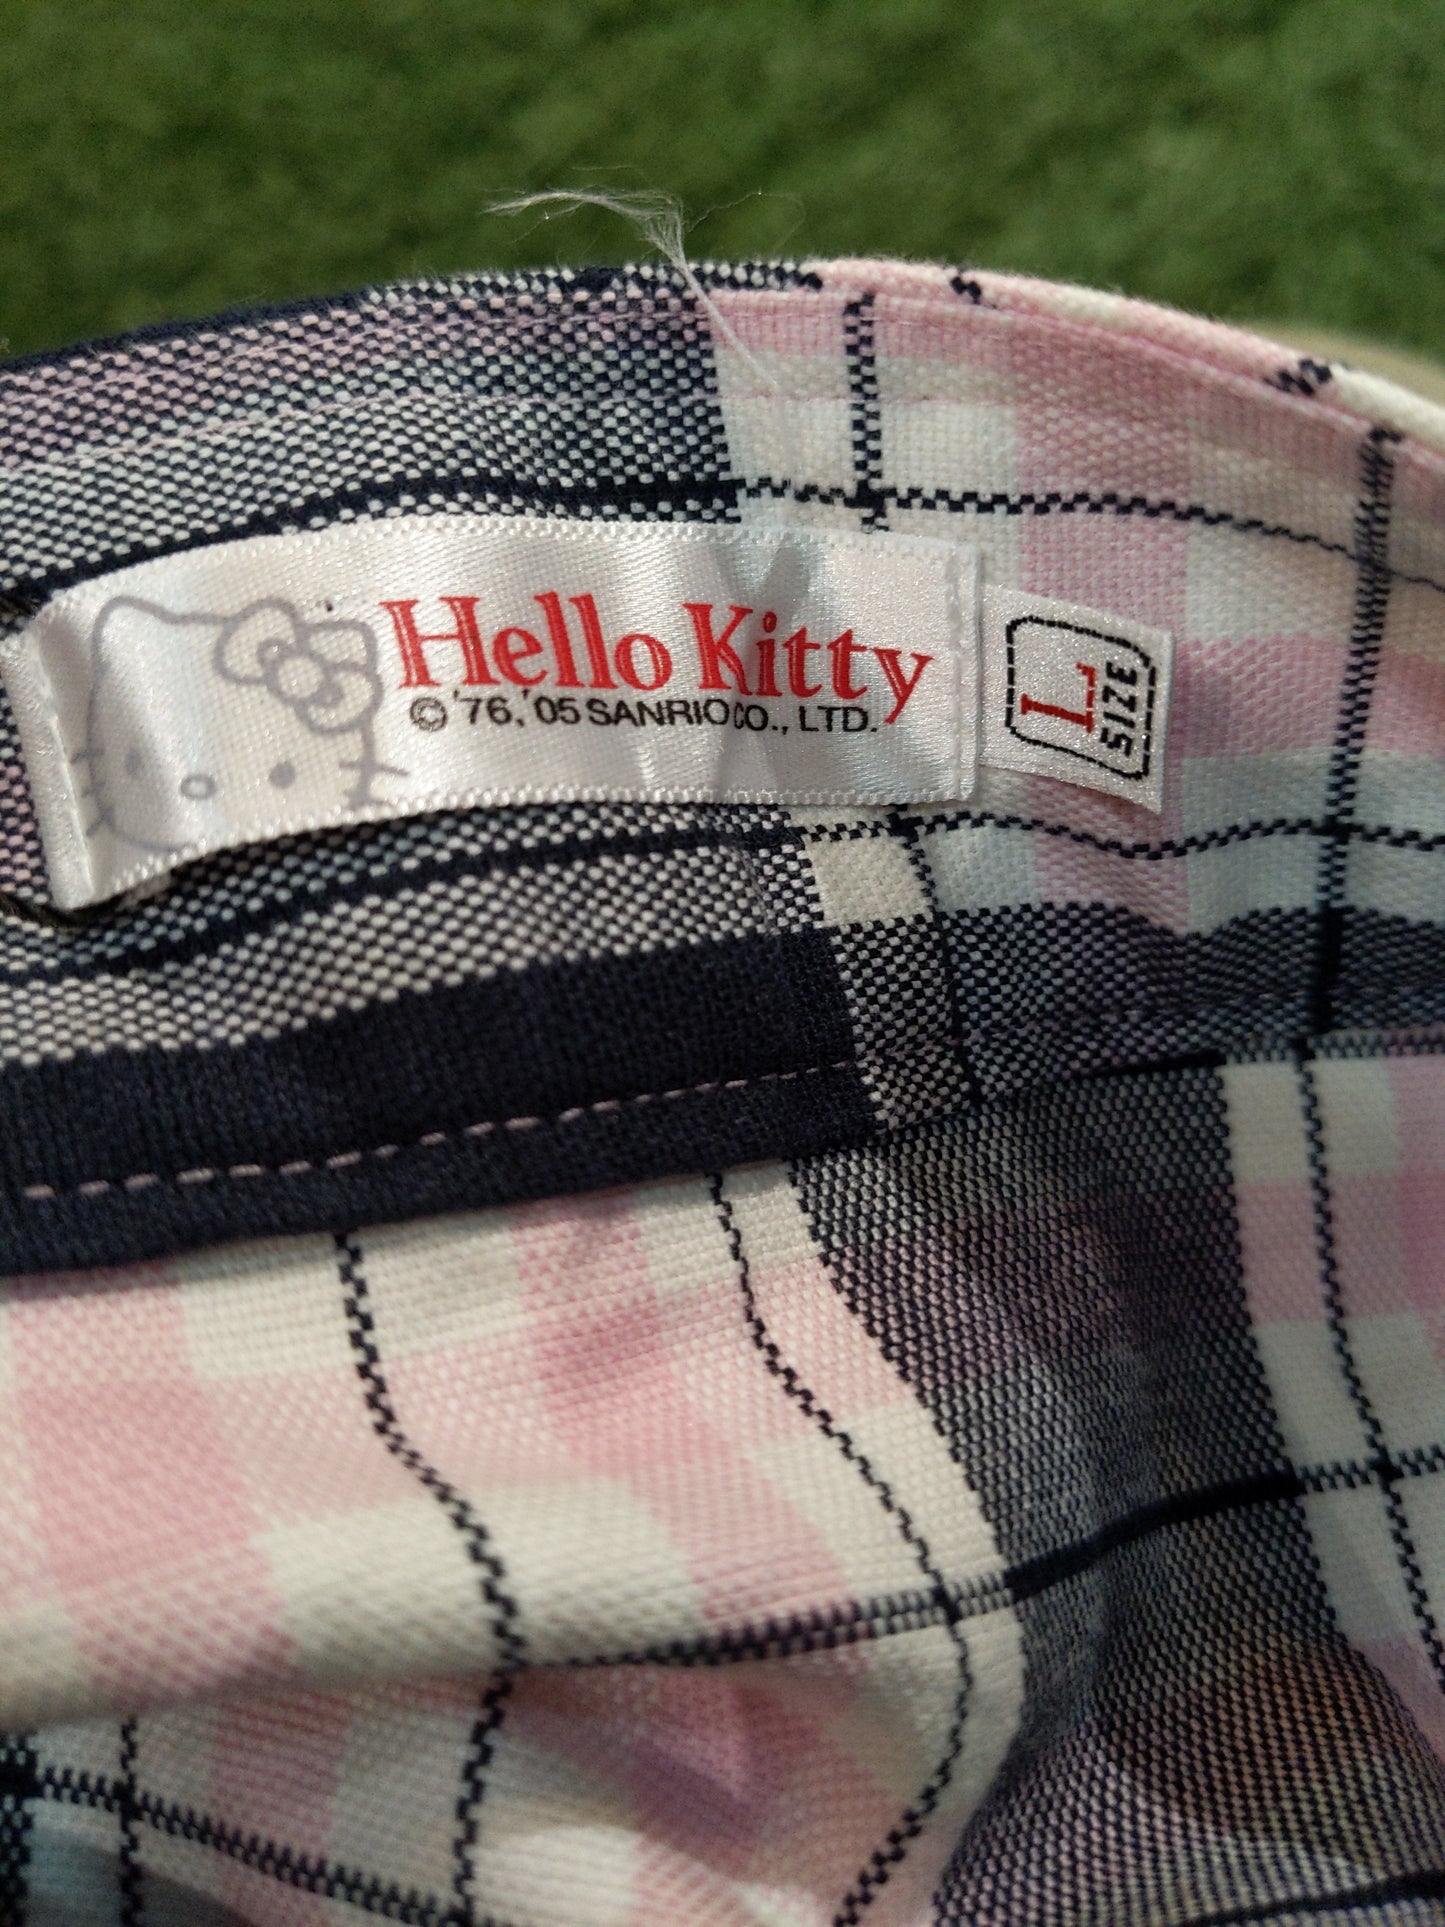 Hello Kitty
© '76, '05 SANRIO CO., LTD.
L
SIZE